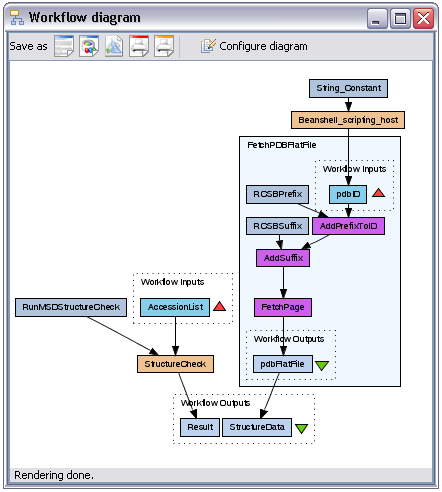 Workflow diagram
Save as
Configure diagram
String_Constant
Beanshell_scripting_host
FetchPDBFlatFile
Workflow Inputs
RCSBPrefix
pdbID
RCSBSuffix
AddPrefixToID
AddSuffix
Workflow Inputs
RunMSDStructureCheck
AccessionList
FetchPage
Workflow Outputs
StructureCheck
pdbFlatFile
Workflow Outputs
Result
StructureData
Rendering done.